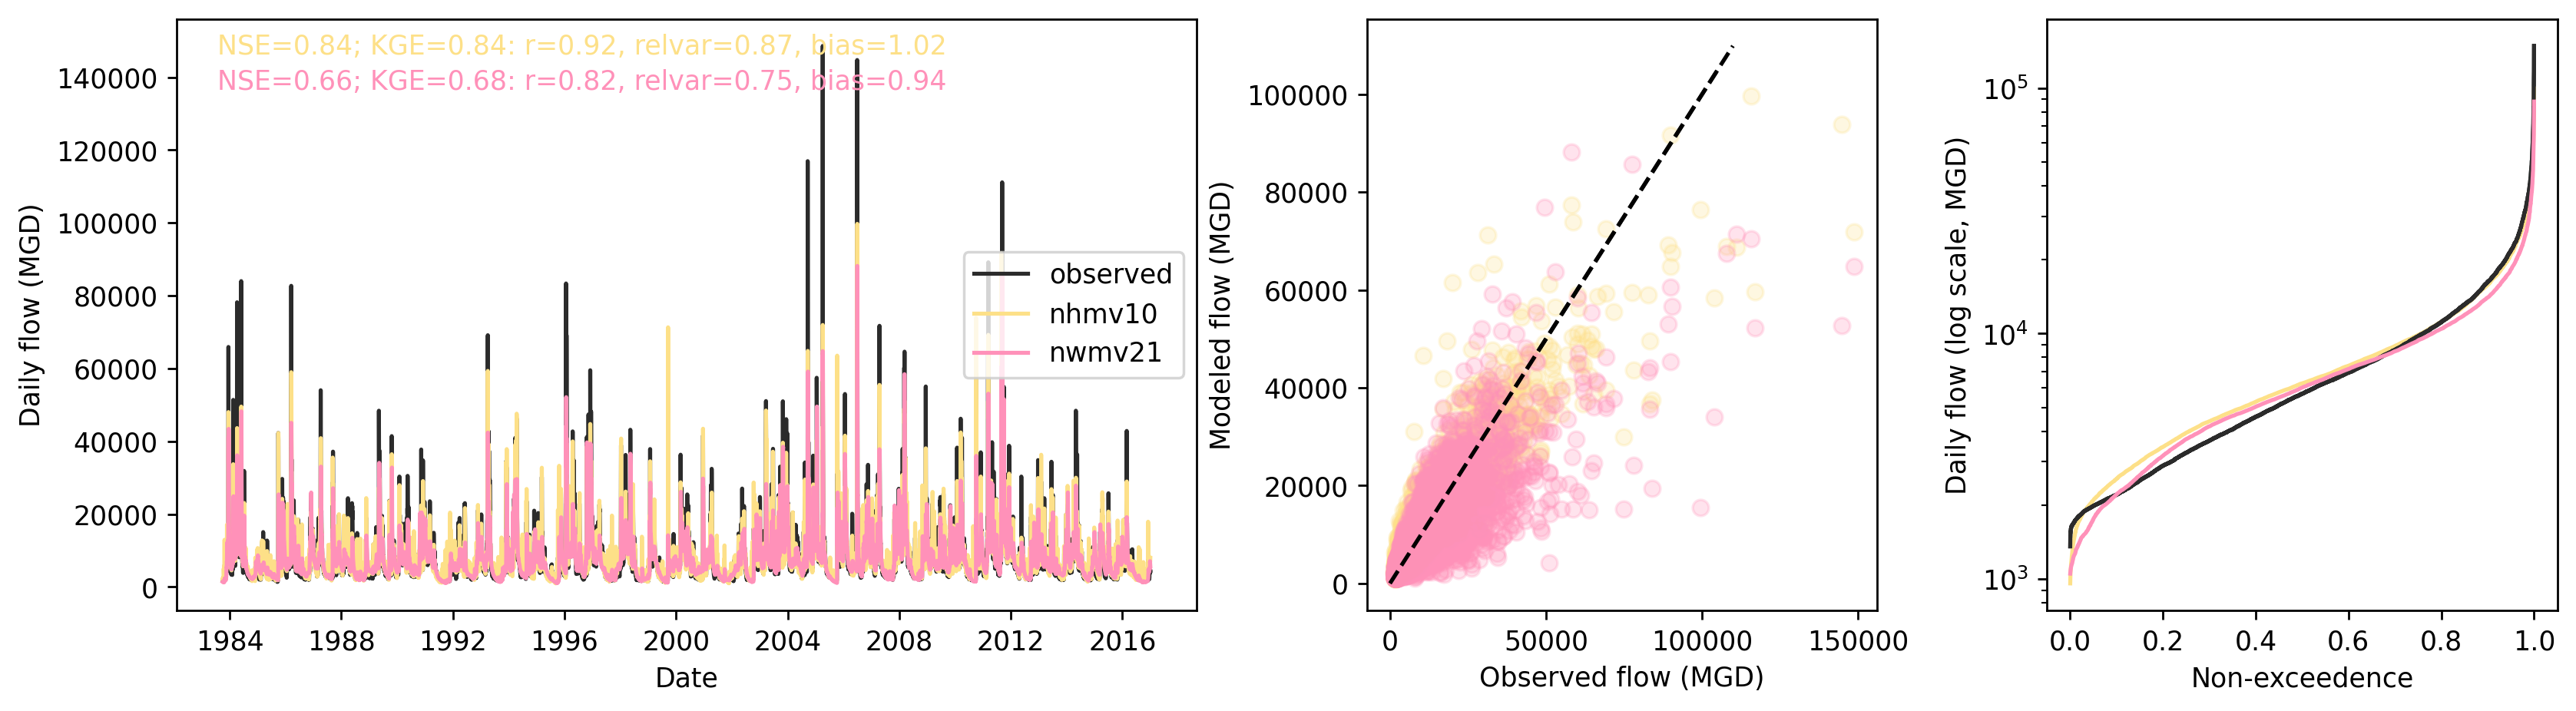 NSE=0.84; KGE=0.84: r=0.92, relvar=0.87, bias=1.02
NSE=0.66; KGE=0.68: r=0.82, relvar=0.75, bias=0.94
Daily flow (MGD)
140000
120000
100000
80000
60000
40000
20000
0
observed
nhmv10
nwmv21
1984 1988 1992 1996 2000 2004 2008 2012 2016
Date
Modeled flow (MGD)
100000
80000
60000
40000
20000
0
0 50000 100000 150000
Observed flow (MGD)
Daily flow (log scale, MGD)
10⁵
10⁴
10³
0.0 0.2 0.4 0.6 0.8 1.0
Non-exceedence